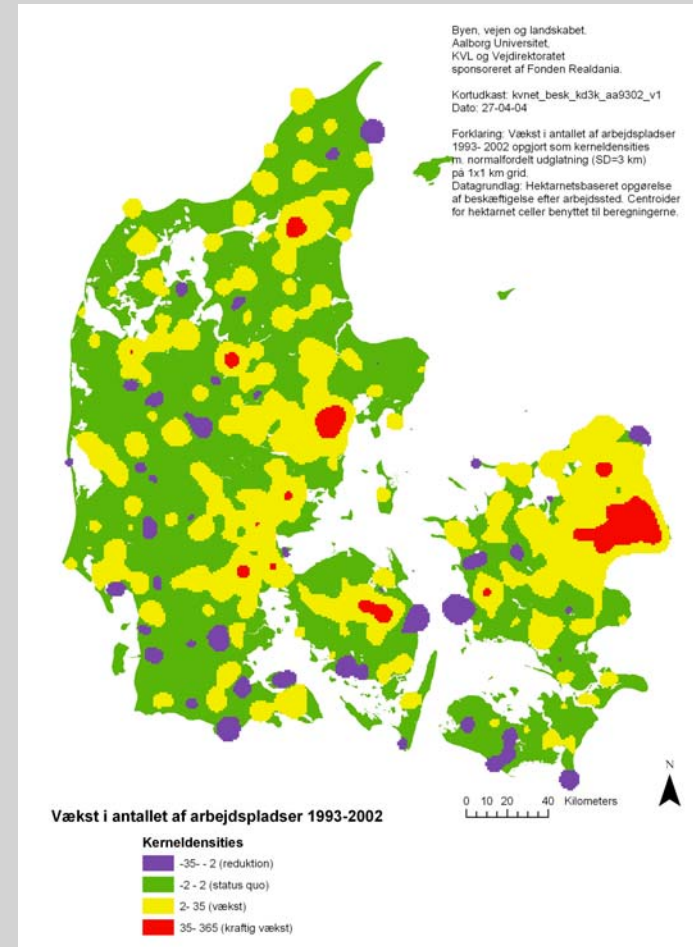 Byen, vejen og landskabet.
Aalborg Universitet,
KVL og Vejdirektoratet
sponsoreret af Fonden Realdania.
Kortudkast: kvnet_besk_kd3k_aa9302_v1
Dato: 27-04-04
Forklaring: Vækst i antallet af arbejdspladser
1993- 2002 opgjort som kerneldensities
m. normalfordelt udglatning (SD=3 km)
på 1x1 km grid.
Datagrundlag: Hektarnetsbaseret opgørelse
af beskæftigelse efter arbejdssted. Centroider
for hektarnet celler benyttet til beregningerne.
N
0 10 20 40 Kilometers
Vækst i antallet af arbejdspladser 1993-2002
Kerneldensities
-35- - 2 (reduktion)
-2 - 2 (status quo)
2- 35 (vækst)
35- 365 (kraftig vækst)